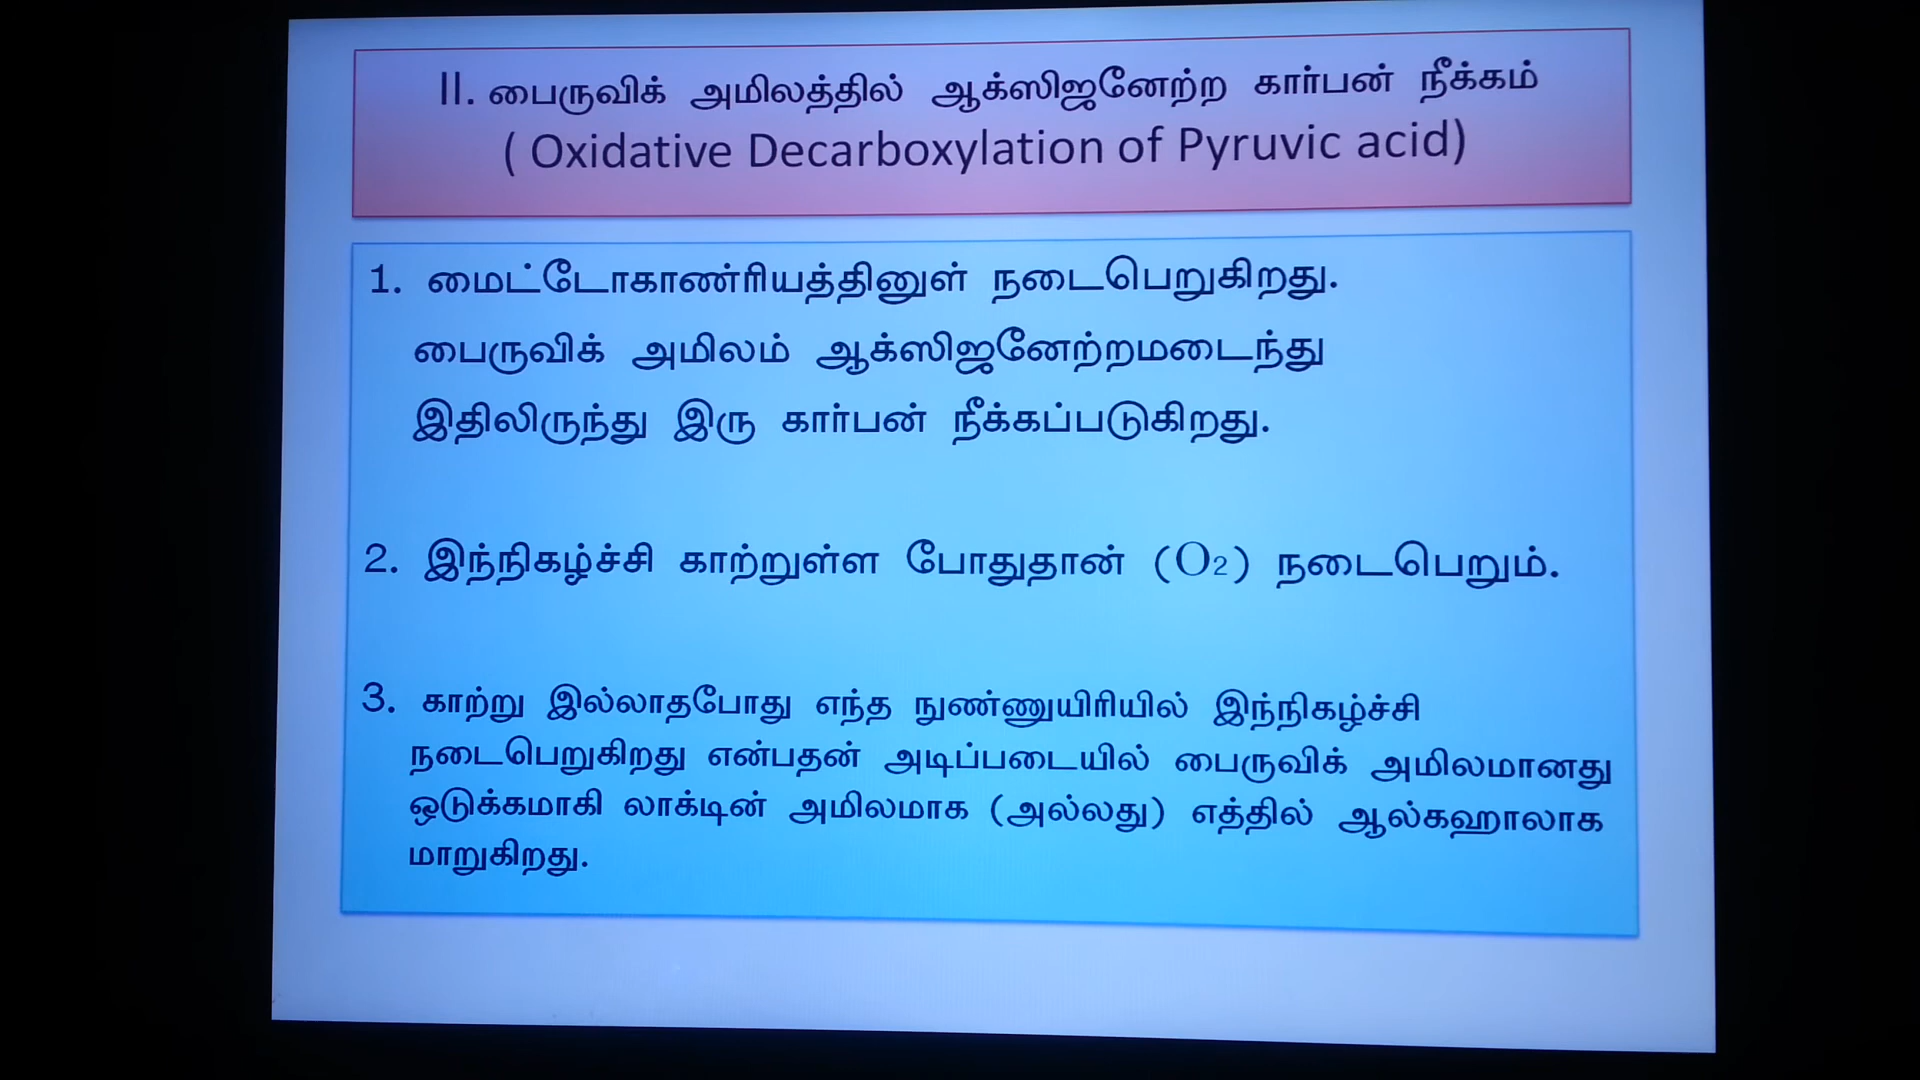 II. பைருவிக் அமிலத்தில் ஆக்ஸிஜனேற்ற கார்பன் நீக்கம்
( Oxidative Decarboxylation of Pyruvic acid)
1. மைட்டோகாண்ரியத்தினுள் நடைபெறுகிறது.
பைருவிக் அமிலம் ஆக்ஸிஜனேற்றமடைந்து
இதிலிருந்து இரு கார்பன் நீக்கப்படுகிறது.
2. இந்நிகழ்ச்சி காற்றுள்ள போதுதான் (O₂) நடைபெறும்.
3. காற்று இல்லாதபோது எந்த நுண்ணுயிரியில் இந்நிகழ்ச்சி
நடைபெறுகிறது என்பதன் அடிப்படையில் பைருவிக் அமிலமானது
ஒடுக்கமாகி லாக்டின் அமிலமாக (அல்லது) எத்தில் ஆல்கஹாலாக
மாறுகிறது.